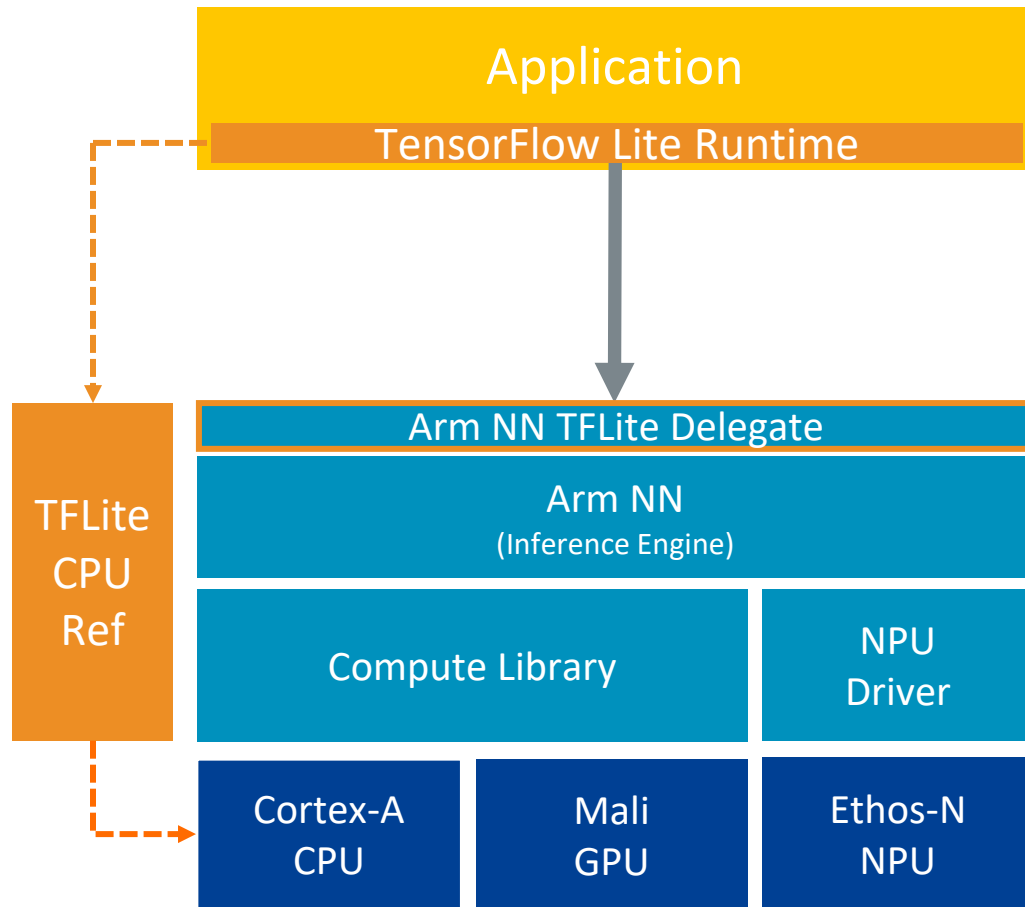 Application
TensorFlow Lite Runtime
Arm NN TFLite Delegate
Arm NN
(Inference Engine)
TFLite
CPU
Ref
Compute Library
NPU
Driver
Cortex-A
CPU
Mali
GPU
Ethos-N
NPU